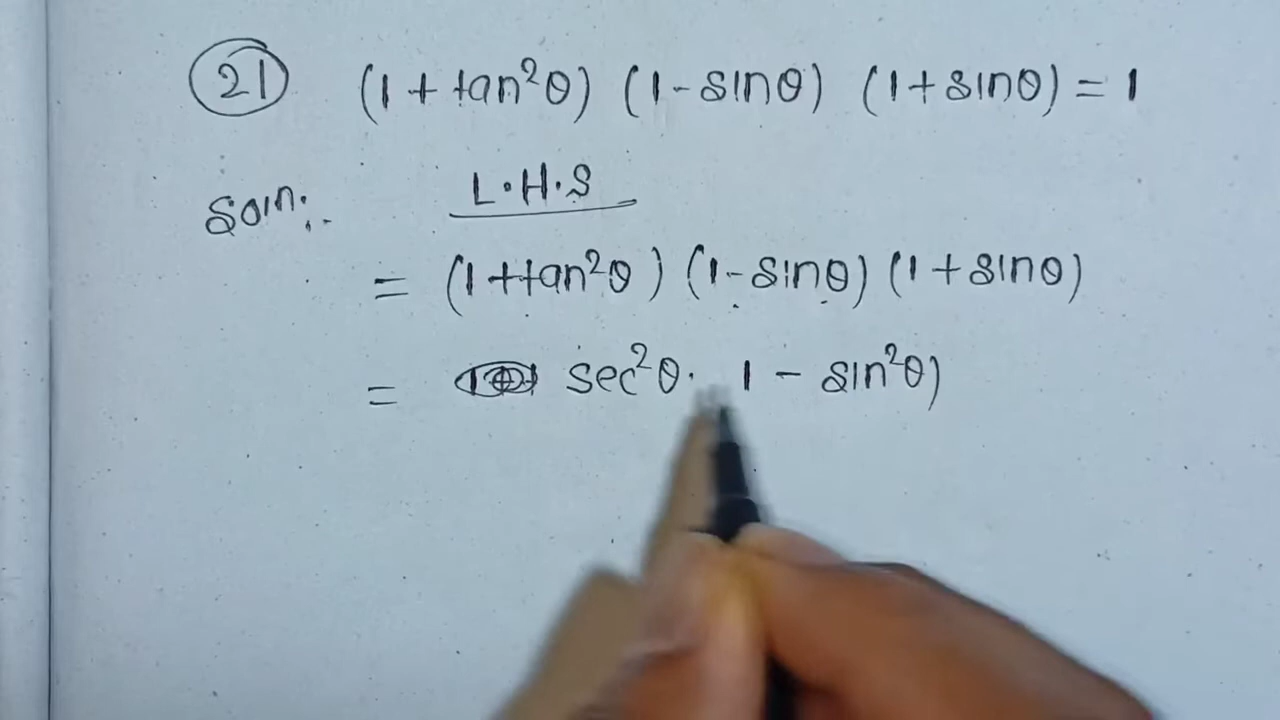 21 (1 + tan²θ) (1 - sinθ) (1 + sinθ) = 1
Soln:. L.H.S
= (1 + tan²θ) (1 - sinθ) (1 + sinθ)
= sec²θ. 1 - sin²θ)